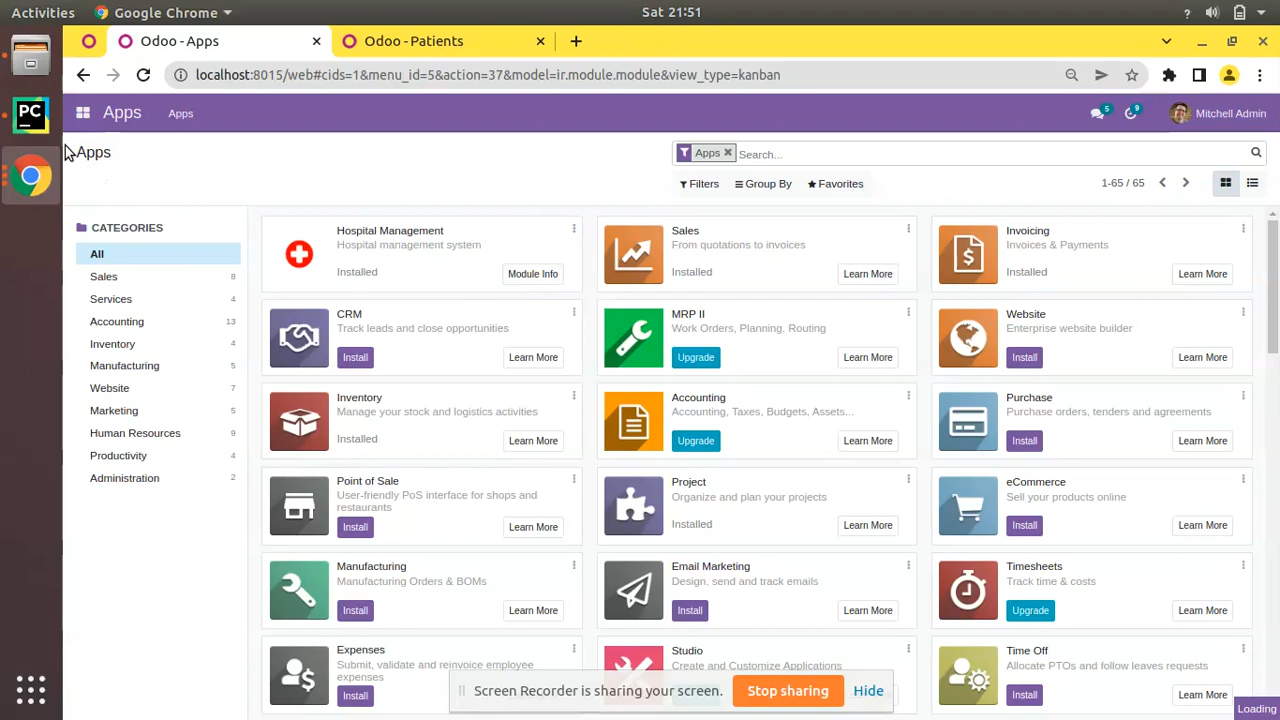 Activities Google Chrome Sat 21:51
Odoo - Apps Odoo - Patients
localhost:8015/web#cids=1&menu_id=5&action=37&model=ir.module.module&view_type=kanban
Apps Apps 5 9 Mitchell Admin
Apps
Apps Search...
Filters Group By Favorites 1-65 / 65
CATEGORIES
All
Sales 8
Services 4
Accounting 13
Inventory 4
Manufacturing 5
Website 7
Marketing 5
Human Resources 9
Productivity 4
Administration 2
Hospital Management
Hospital management system
Installed Module Info
Sales
From quotations to invoices
Installed Learn More
Invoicing
Invoices & Payments
Installed Learn More
CRM
Track leads and close opportunities
Install Learn More
MRP II
Work Orders, Planning, Routing
Upgrade Learn More
Website
Enterprise website builder
Install Learn More
Inventory
Manage your stock and logistics activities
Installed Learn More
Accounting
Accounting, Taxes, Budgets, Assets...
Upgrade Learn More
Purchase
Purchase orders, tenders and agreements
Install Learn More
Point of Sale
User-friendly PoS interface for shops and
restaurants
Install Learn More
Project
Organize and plan your projects
Installed Learn More
eCommerce
Sell your products online
Install Learn More
Manufacturing
Manufacturing Orders & BOMs
Install Learn More
Email Marketing
Design, send and track emails
Install Learn More
Timesheets
Track time & costs
Upgrade Learn More
Expenses
Submit, validate and reinvoice employee
expenses
Install
Studio
Create and Customize Applications
Time Off
Allocate PTOs and follow leaves requests
Install Learn More
Screen Recorder is sharing your screen. Stop sharing Hide
Loading
PC